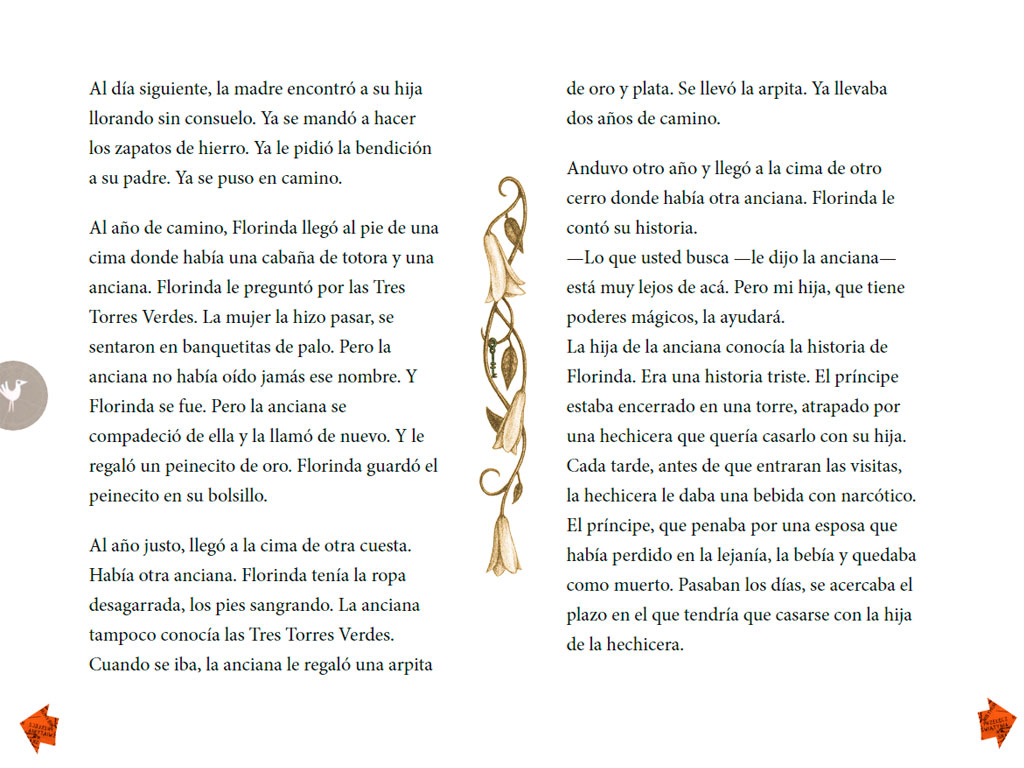 Al día siguiente, la madre encontró a su hija
llorando sin consuelo. Ya se mandó a hacer
los zapatos de hierro. Ya le pidió la bendición
a su padre. Ya se puso en camino.
Al año de camino, Florinda llegó al pie de una
cima donde había una cabaña de totora y una
anciana. Florinda le preguntó por las Tres
Torres Verdes. La mujer la hizo pasar, se
sentaron en banquetitas de palo. Pero la
anciana no había oído jamás ese nombre. Y
Florinda se fue. Pero la anciana se
compadeció de ella y la llamó de nuevo. Y le
regaló un peinecito de oro. Florinda guardó el
peinecito en su bolsillo.
Al año justo, llegó a la cima de otra cuesta.
Había otra anciana. Florinda tenía la ropa
desagarrada, los pies sangrando. La anciana
tampoco conocía las Tres Torres Verdes.
Cuando se iba, la anciana le regaló una arpita
de oro y plata. Se llevó la arpita. Ya llevaba
dos años de camino.
Anduvo otro año y llegó a la cima de otro
cerro donde había otra anciana. Florinda le
contó su historia.
—Lo que usted busca —le dijo la anciana—
está muy lejos de acá. Pero mi hija, que tiene
poderes mágicos, la ayudará.
La hija de la anciana conocía la historia de
Florinda. Era una historia triste. El príncipe
estaba encerrado en una torre, atrapado por
una hechicera que quería casarlo con su hija.
Cada tarde, antes de que entraran las visitas,
la hechicera le daba una bebida con narcótico.
El príncipe, que penaba por una esposa que
había perdido en la lejanía, la bebía y quedaba
como muerto. Pasaban los días, se acercaba el
plazo en el que tendría que casarse con la hija
de la hechicera.